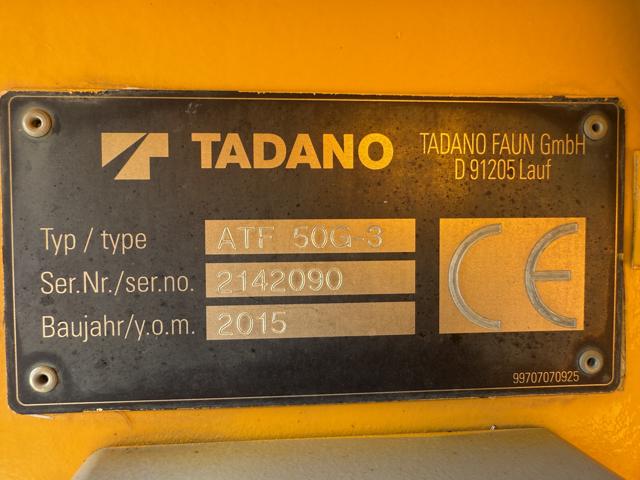 TADANO
TADANO FAUN GmbH
D 91205 Lauf
Typ / type ATF 50G-3
Ser.Nr./ser.no. 2142090
Baujahr/y.o.m. 2015
CE
99707070925